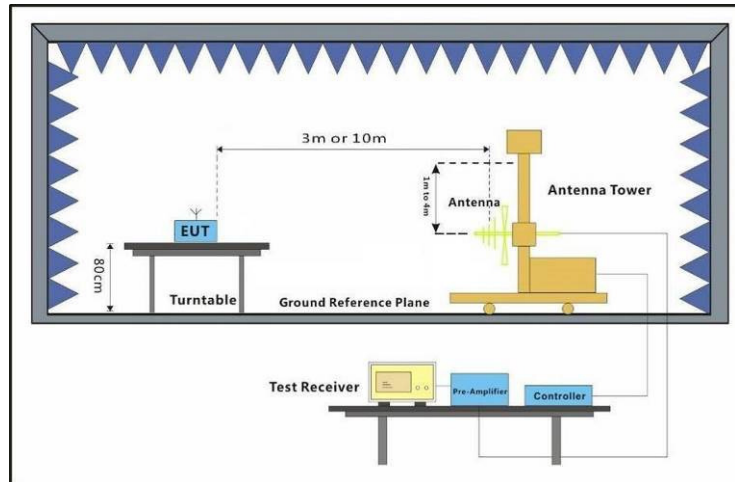 3m or 10m
1m to 4m
Antenna
Antenna Tower
EUT
80cm
Turntable
Ground Reference Plane
Test Receiver
Pre-Amplifier
Controller